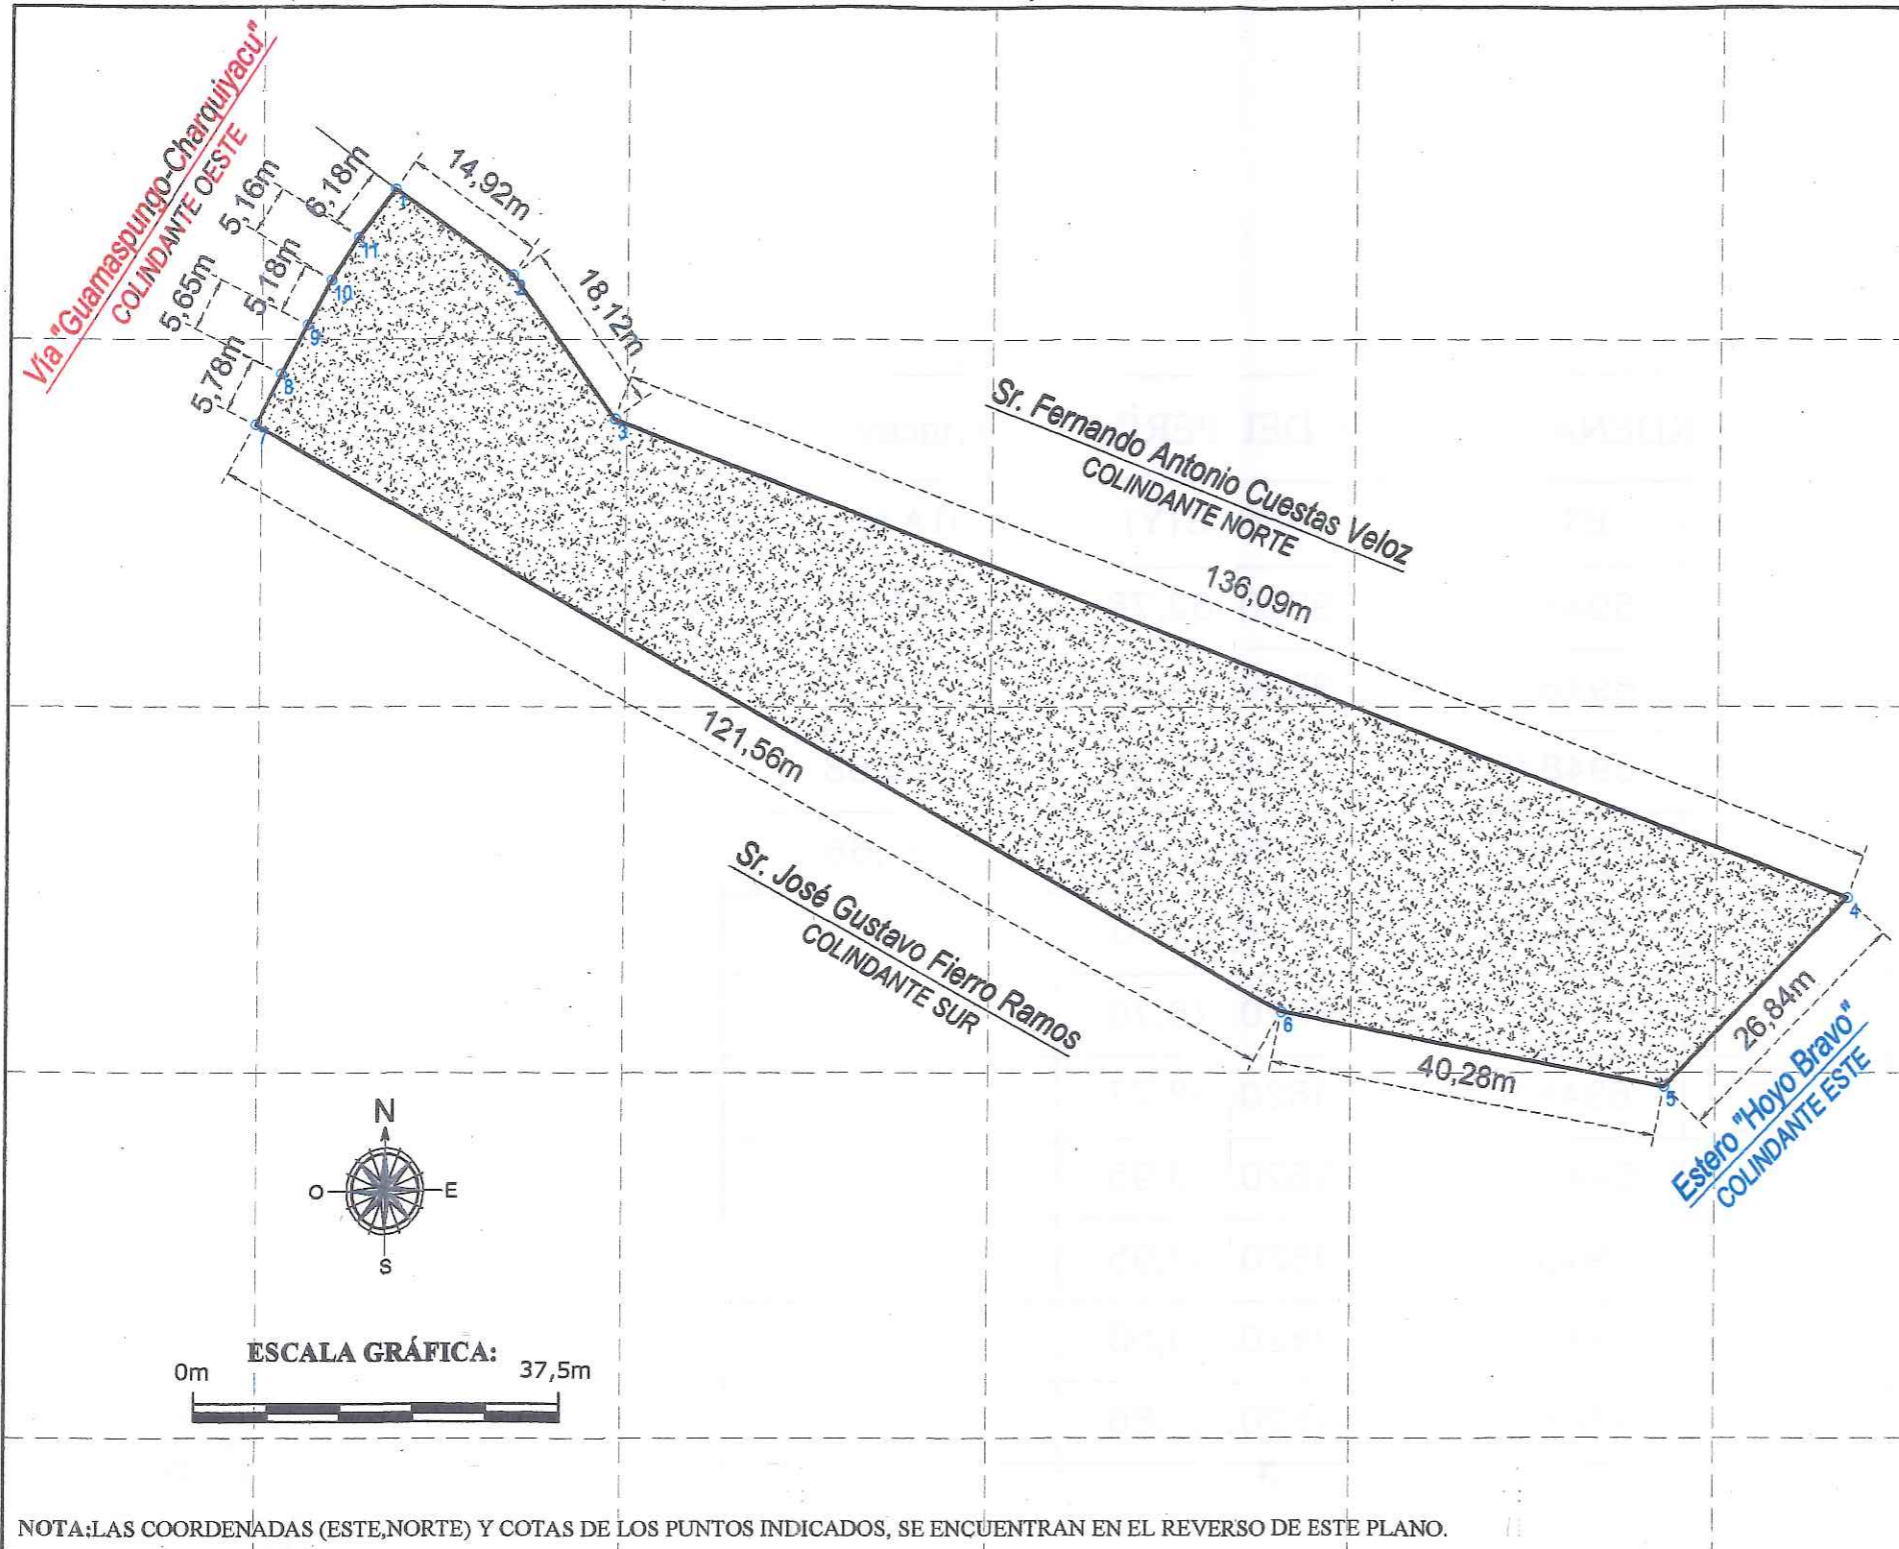 Vía "Guamaspungo-Charquiyacu"
COLINDANTE OESTE
6,18m
5,16m
5,18m
5,65m
5,78m
14,92m
18,12m
1
2
3
4
5
6
7
8
9
10
11
Sr. Fernando Antonio Cuestas Veloz
COLINDANTE NORTE
136,09m
121,56m
Sr. José Gustavo Fierro Ramos
COLINDANTE SUR
40,28m
26,84m
Estero "Hoyo Bravo"
COLINDANTE ESTE
N
O
E
S
ESCALA GRÁFICA:
0m
37,5m
NOTA:LAS COORDENADAS (ESTE,NORTE) Y COTAS DE LOS PUNTOS INDICADOS, SE ENCUENTRAN EN EL REVERSO DE ESTE PLANO.